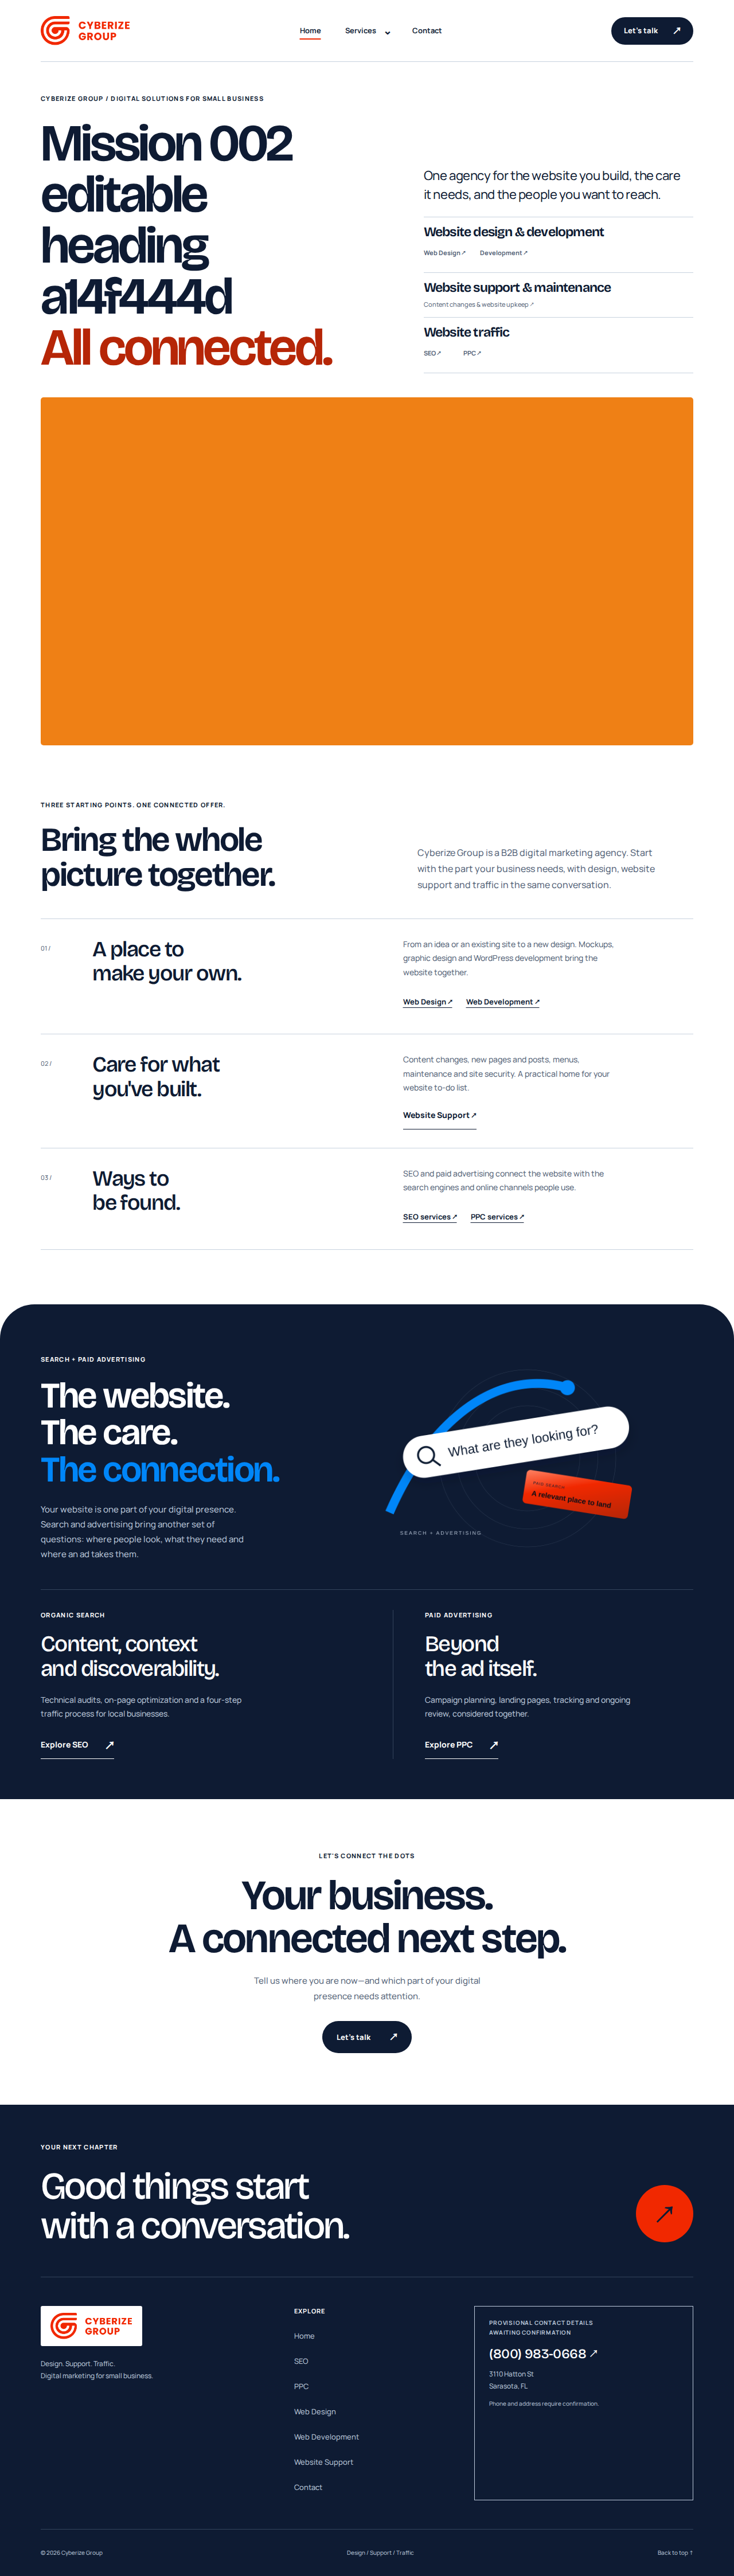 CYBERIZE
GROUP
Home
Services
Contact
Let's talk ↗
CYBERIZE GROUP / DIGITAL SOLUTIONS FOR SMALL BUSINESS
Mission 002
editable
heading
a14f444d
All connected.
One agency for the website you build, the care
it needs, and the people you want to reach.
Website design & development
Web Design ↗ Development ↗
Website support & maintenance
Content changes & website upkeep ↗
Website traffic
SEO ↗ PPC ↗
THREE STARTING POINTS. ONE CONNECTED OFFER.
Bring the whole
picture together.
Cyberize Group is a B2B digital marketing agency. Start
with the part your business needs, with design, website
support and traffic in the same conversation.
01 /
A place to
make your own.
From an idea or an existing site to a new design. Mockups,
graphic design and WordPress development bring the
website together.
Web Design ↗ Web Development ↗
02 /
Care for what
you've built.
Content changes, new pages and posts, menus,
maintenance and site security. A practical home for your
website to-do list.
Website Support ↗
03 /
Ways to
be found.
SEO and paid advertising connect the website with the
search engines and online channels people use.
SEO services ↗ PPC services ↗
SEARCH + PAID ADVERTISING
The website.
The care.
The connection.
Your website is one part of your digital presence.
Search and advertising bring another set of
questions: where people look, what they need and
where an ad takes them.
What are they looking for?
PAID SEARCH
A relevant place to land
SEARCH + ADVERTISING
ORGANIC SEARCH
Content, context
and discoverability.
Technical audits, on-page optimization and a four-step
traffic process for local businesses.
Explore SEO ↗
PAID ADVERTISING
Beyond
the ad itself.
Campaign planning, landing pages, tracking and ongoing
review, considered together.
Explore PPC ↗
LET'S CONNECT THE DOTS
Your business.
A connected next step.
Tell us where you are now—and which part of your digital
presence needs attention.
Let's talk ↗
YOUR NEXT CHAPTER
Good things start
with a conversation.
↗
CYBERIZE
GROUP
Design. Support. Traffic.
Digital marketing for small business.
EXPLORE
Home
SEO
PPC
Web Design
Web Development
Website Support
Contact
PROVISIONAL CONTACT DETAILS
AWAITING CONFIRMATION
(800) 983-0668 ↗
3110 Hatton St
Sarasota, FL
Phone and address require confirmation.
© 2026 Cyberize Group
Design / Support / Traffic
Back to top ↑